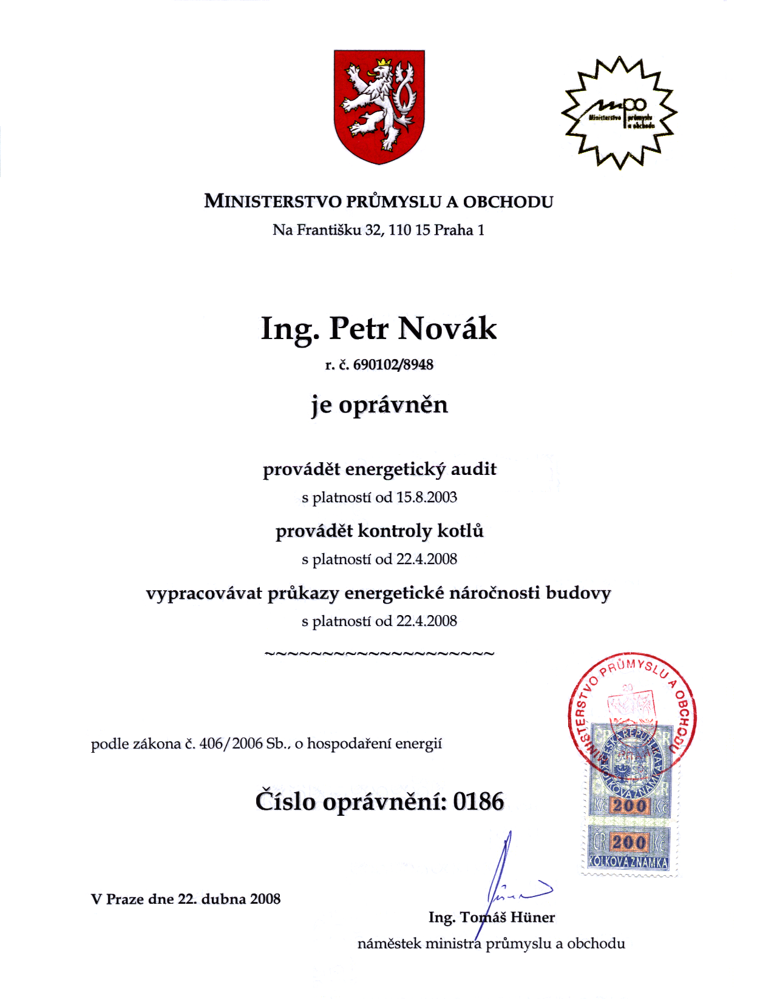 mpo
Ministerstvo průmyslu
a obchodu
MINISTERSTVO PRŮMYSLU A OBCHODU
Na Františku 32, 110 15 Praha 1
Ing. Petr Novák
r. č. 690102/8948
je oprávněn
provádět energetický audit
s platností od 15.8.2003
provádět kontroly kotlů
s platností od 22.4.2008
vypracovávat průkazy energetické náročnosti budovy
s platností od 22.4.2008
~~~~~~~~~~~~~~~~~~~~
MINISTERSTVO PRŮMYSLU A OBCHODU
podle zákona č. 406/2006 Sb., o hospodaření energií
ČESKÁ REPUBLIKA
KOLKOVÁ ZNÁMKA
Kč 200 Kč
Číslo oprávnění: 0186
ČR 200 Kč
KOLKOVÁ ZNÁMKA
V Praze dne 22. dubna 2008
Ing. Tomáš Hüner
náměstek ministra průmyslu a obchodu